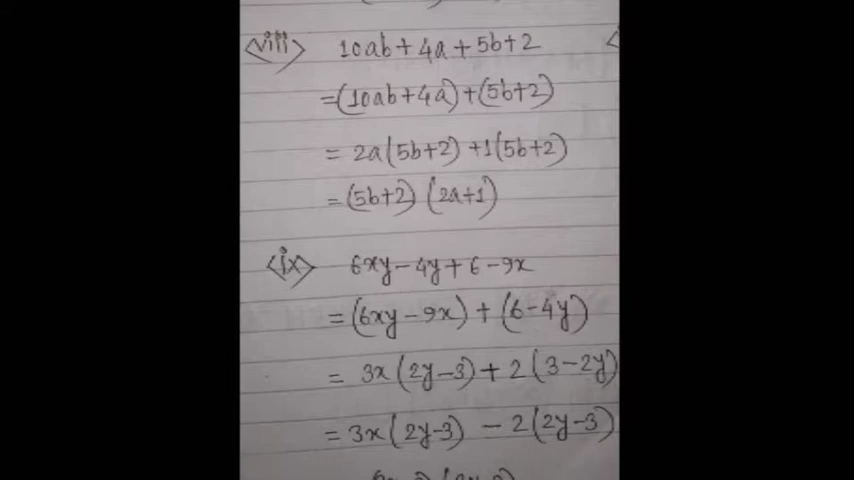 <viii> 10ab+4a+5b+2
=(10ab+4a)+(5b+2)
= 2a(5b+2)+1(5b+2)
=(5b+2) (2a+1)
<ix> 6xy-4y+6-9x
=(6xy-9x)+(6-4y)
= 3x(2y-3)+2(3-2y)
=3x(2y-3) -2(2y-3)